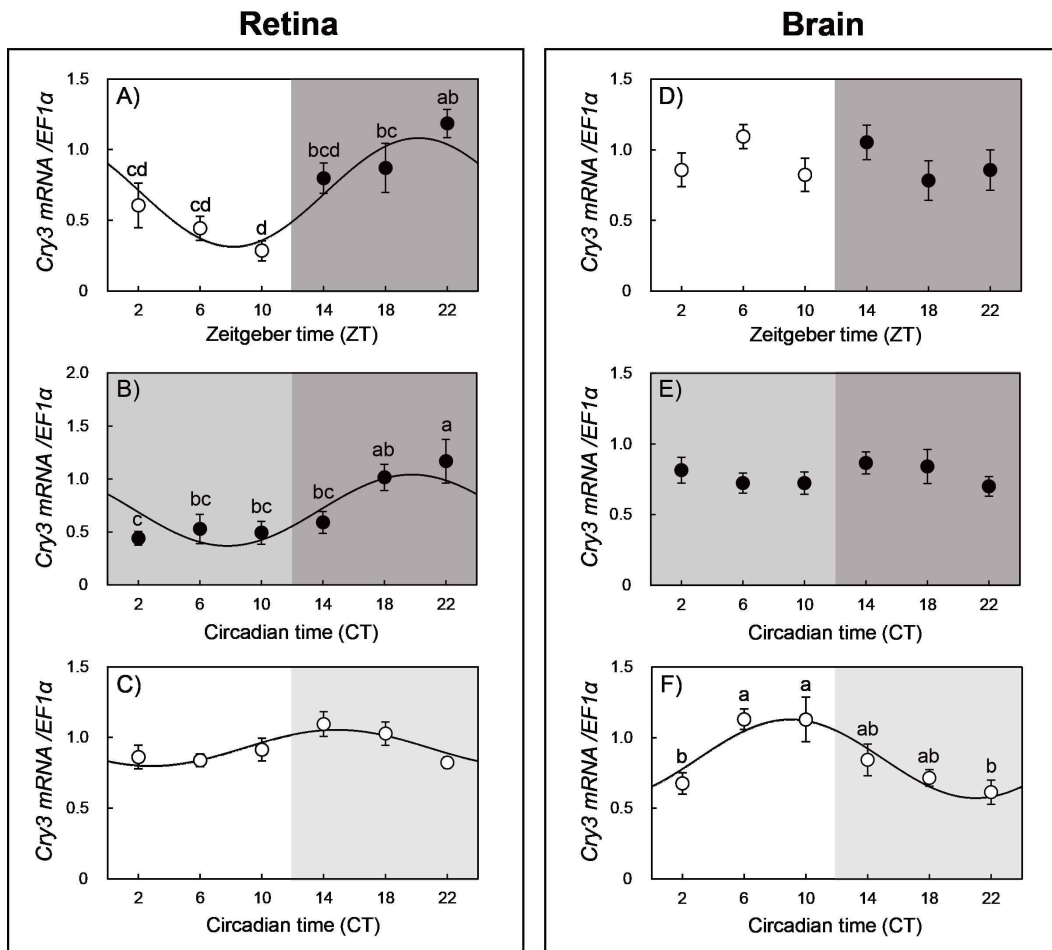 Retina
A)
Cry3 mRNA /EF1α
1.5
1.0
0.5
0
cd
cd
d
bcd
bc
ab
2 6 10 14 18 22
Zeitgeber time (ZT)
B)
Cry3 mRNA /EF1α
2.0
1.5
1.0
0.5
0
c
bc
bc
bc
ab
a
2 6 10 14 18 22
Circadian time (CT)
C)
Cry3 mRNA /EF1α
1.5
1.0
0.5
0
2 6 10 14 18 22
Circadian time (CT)
Brain
D)
Cry3 mRNA /EF1α
1.5
1.0
0.5
0
2 6 10 14 18 22
Zeitgeber time (ZT)
E)
Cry3 mRNA /EF1α
1.5
1.0
0.5
0
2 6 10 14 18 22
Circadian time (CT)
F)
Cry3 mRNA /EF1α
1.5
1.0
0.5
0
b
a
a
ab
ab
b
2 6 10 14 18 22
Circadian time (CT)